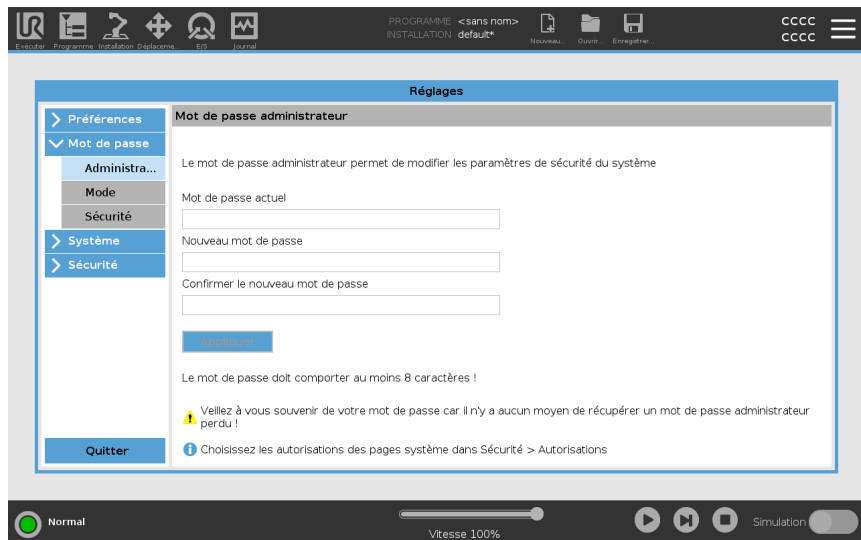 UR
PROGRAMME <sans nom>
INSTALLATION default*
CCCC
CCCC
Exécuter Programme Installation Déplaceme... E/S Journal
Nouveau... Ouvrir... Enregistrer...
Réglages
Préférences
Mot de passe
Administra...
Mode
Sécurité
Système
Sécurité
Quitter
Mot de passe administrateur
Le mot de passe administrateur permet de modifier les paramètres de sécurité du système
Mot de passe actuel
Nouveau mot de passe
Confirmer le nouveau mot de passe
Appliquer
Le mot de passe doit comporter au moins 8 caractères !
Veillez à vous souvenir de votre mot de passe car il n'y a aucun moyen de récupérer un mot de passe administrateur
perdu !
Choisissez les autorisations des pages système dans Sécurité > Autorisations
Normal
Vitesse 100%
Simulation